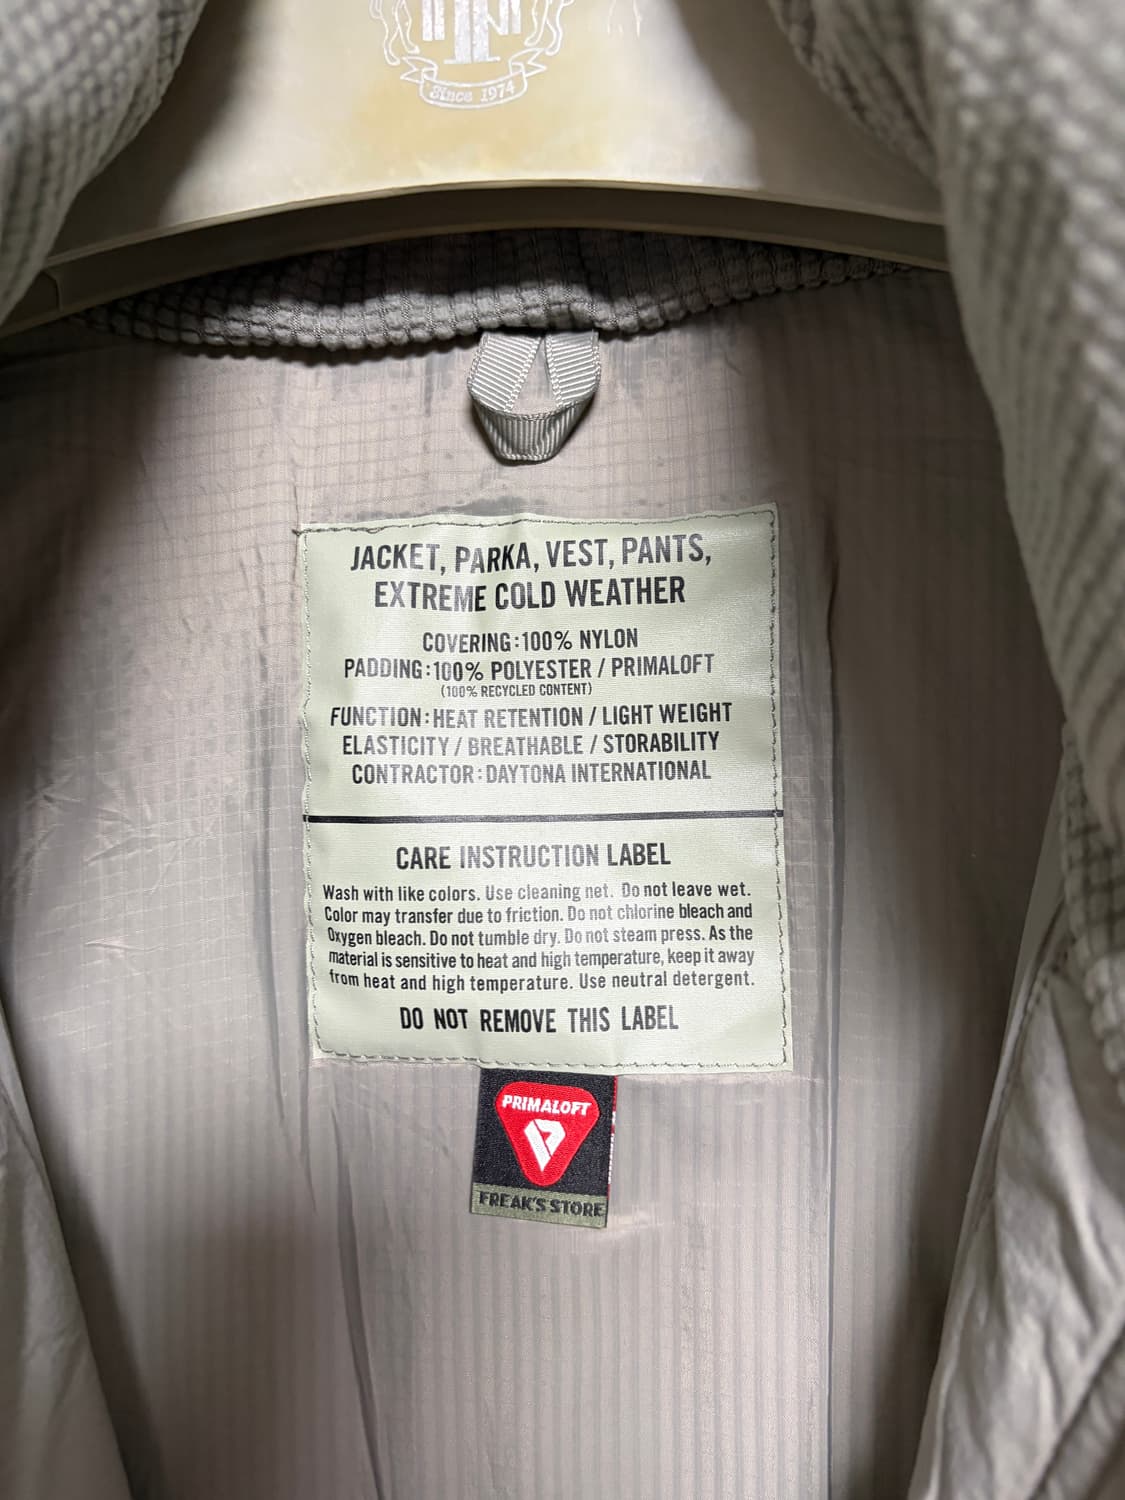 Since 1974
JACKET, PARKA, VEST, PANTS,
EXTREME COLD WEATHER
COVERING:100% NYLON
PADDING:100% POLYESTER / PRIMALOFT
(100% RECYCLED CONTENT)
FUNCTION:HEAT RETENTION / LIGHT WEIGHT
ELASTICITY / BREATHABLE / STORABILITY
CONTRACTOR:DAYTONA INTERNATIONAL
CARE INSTRUCTION LABEL
Wash with like colors. Use cleaning net. Do not leave wet.
Color may transfer due to friction. Do not chlorine bleach and
Oxygen bleach. Do not tumble dry. Do not steam press. As the
material is sensitive to heat and high temperature, keep it away
from heat and high temperature. Use neutral detergent.
DO NOT REMOVE THIS LABEL
PRIMALOFT
FREAK'S STORE